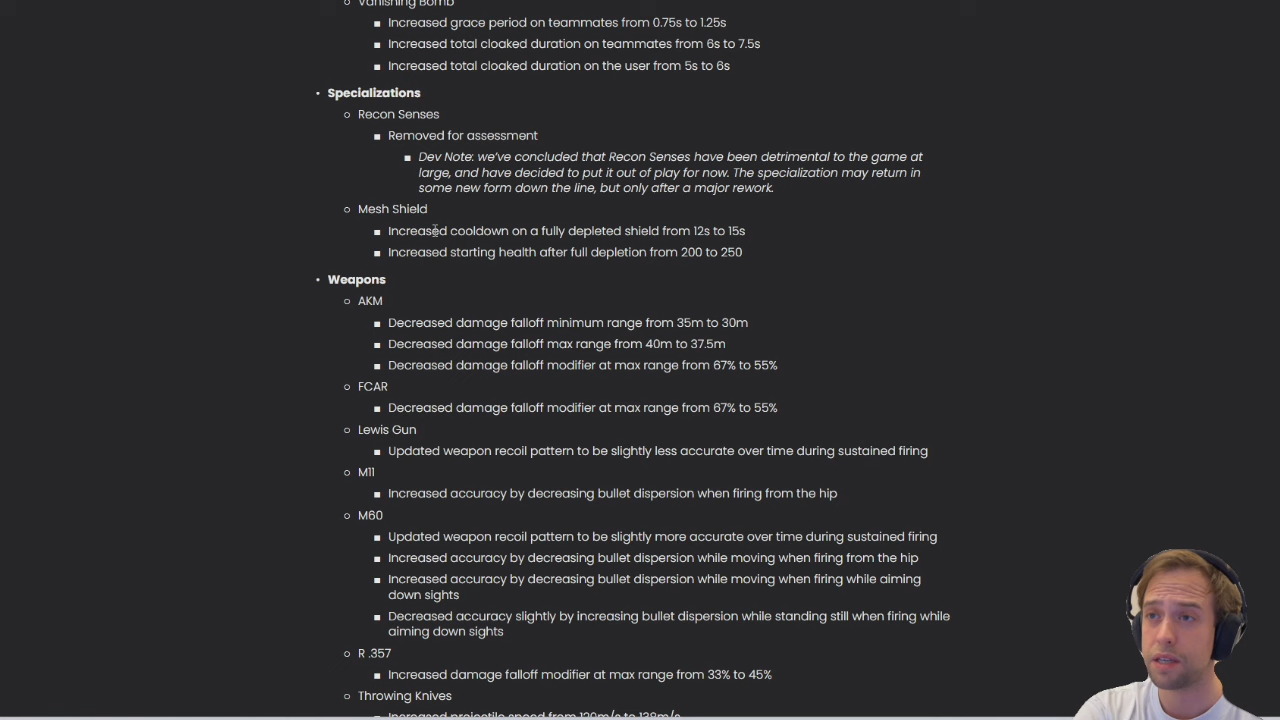 Vanishing Bomb
Increased grace period on teammates from 0.75s to 1.25s
Increased total cloaked duration on teammates from 6s to 7.5s
Increased total cloaked duration on the user from 5s to 6s
Specializations
Recon Senses
Removed for assessment
Dev Note: we've concluded that Recon Senses have been detrimental to the game at
large, and have decided to put it out of play for now. The specialization may return in
some new form down the line, but only after a major rework.
Mesh Shield
Increased cooldown on a fully depleted shield from 12s to 15s
Increased starting health after full depletion from 200 to 250
Weapons
AKM
Decreased damage falloff minimum range from 35m to 30m
Decreased damage falloff max range from 40m to 37.5m
Decreased damage falloff modifier at max range from 67% to 55%
FCAR
Decreased damage falloff modifier at max range from 67% to 55%
Lewis Gun
Updated weapon recoil pattern to be slightly less accurate over time during sustained firing
M11
Increased accuracy by decreasing bullet dispersion when firing from the hip
M60
Updated weapon recoil pattern to be slightly more accurate over time during sustained firing
Increased accuracy by decreasing bullet dispersion while moving when firing from the hip
Increased accuracy by decreasing bullet dispersion while moving when firing while aiming
down sights
Decreased accuracy slightly by increasing bullet dispersion while standing still when firing while
aiming down sights
R .357
Increased damage falloff modifier at max range from 33% to 45%
Throwing Knives
Increased projectile speed from 120m/s to 138m/s